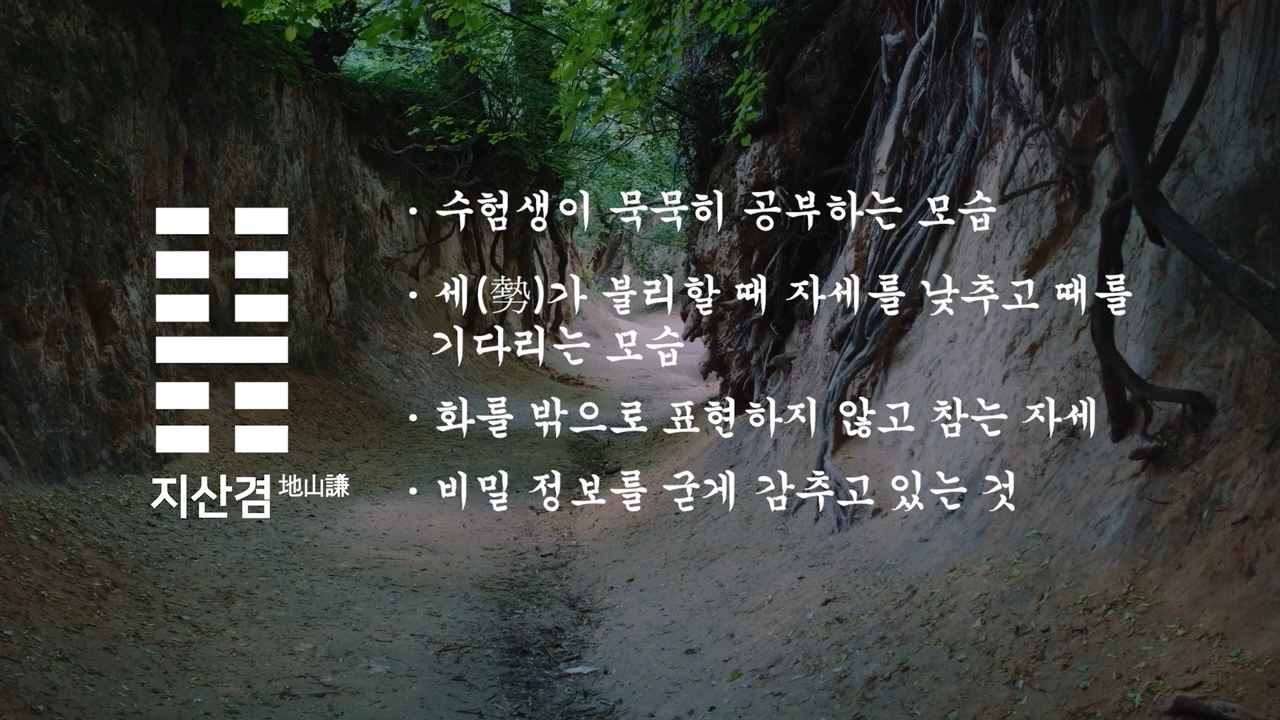 · 수험생이 묵묵히 공부하는 모습
· 세(勢)가 불리할 때 자세를 낮추고 때를
기다리는 모습
· 화를 밖으로 표현하지 않고 참는 자세
· 비밀 정보를 굳게 감추고 있는 것
지산겸 地山謙